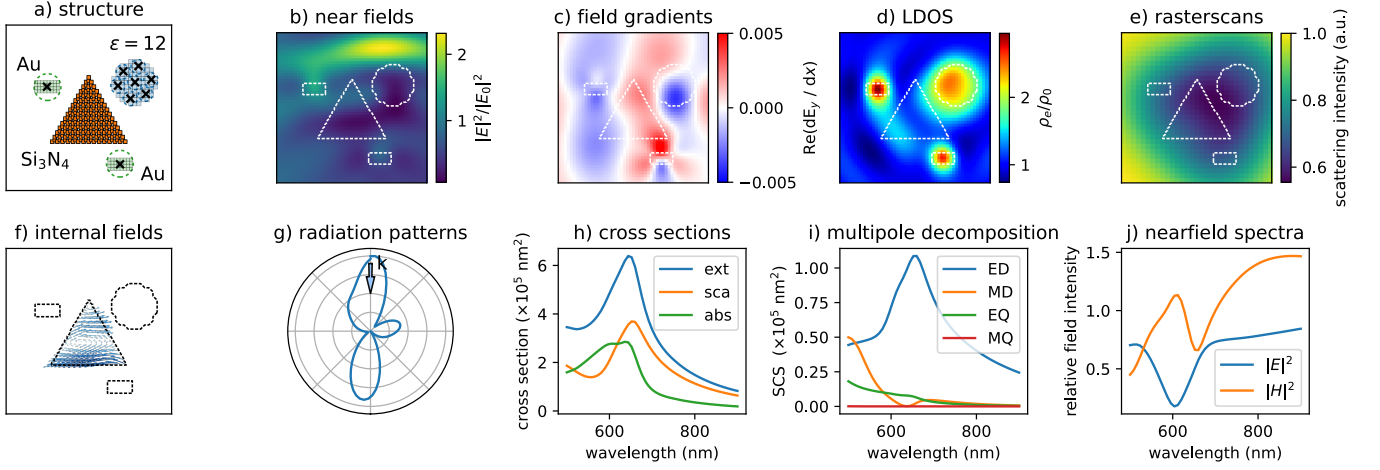 a) structure
b) near fields
c) field gradients
d) LDOS
e) rasterscans
ε = 12
Au
Si₃N₄
Au
2
1
|E|²/|E₀|²
0.005
0.000
−0.005
Re(dE_y / dx)
2
1
ρ_e/ρ_0
1.0
0.8
0.6
scattering intensity (a.u.)
f) internal fields
g) radiation patterns
h) cross sections
i) multipole decomposition
j) nearfield spectra
k
cross section (×10⁵ nm²)
6
4
2
0
ext
sca
abs
600
800
wavelength (nm)
SCS (×10⁵ nm²)
1.00
0.75
0.50
0.25
0.00
ED
MD
EQ
MQ
600
800
wavelength (nm)
relative field intensity
1.5
1.0
0.5
|E|²
|H|²
600
800
wavelength (nm)